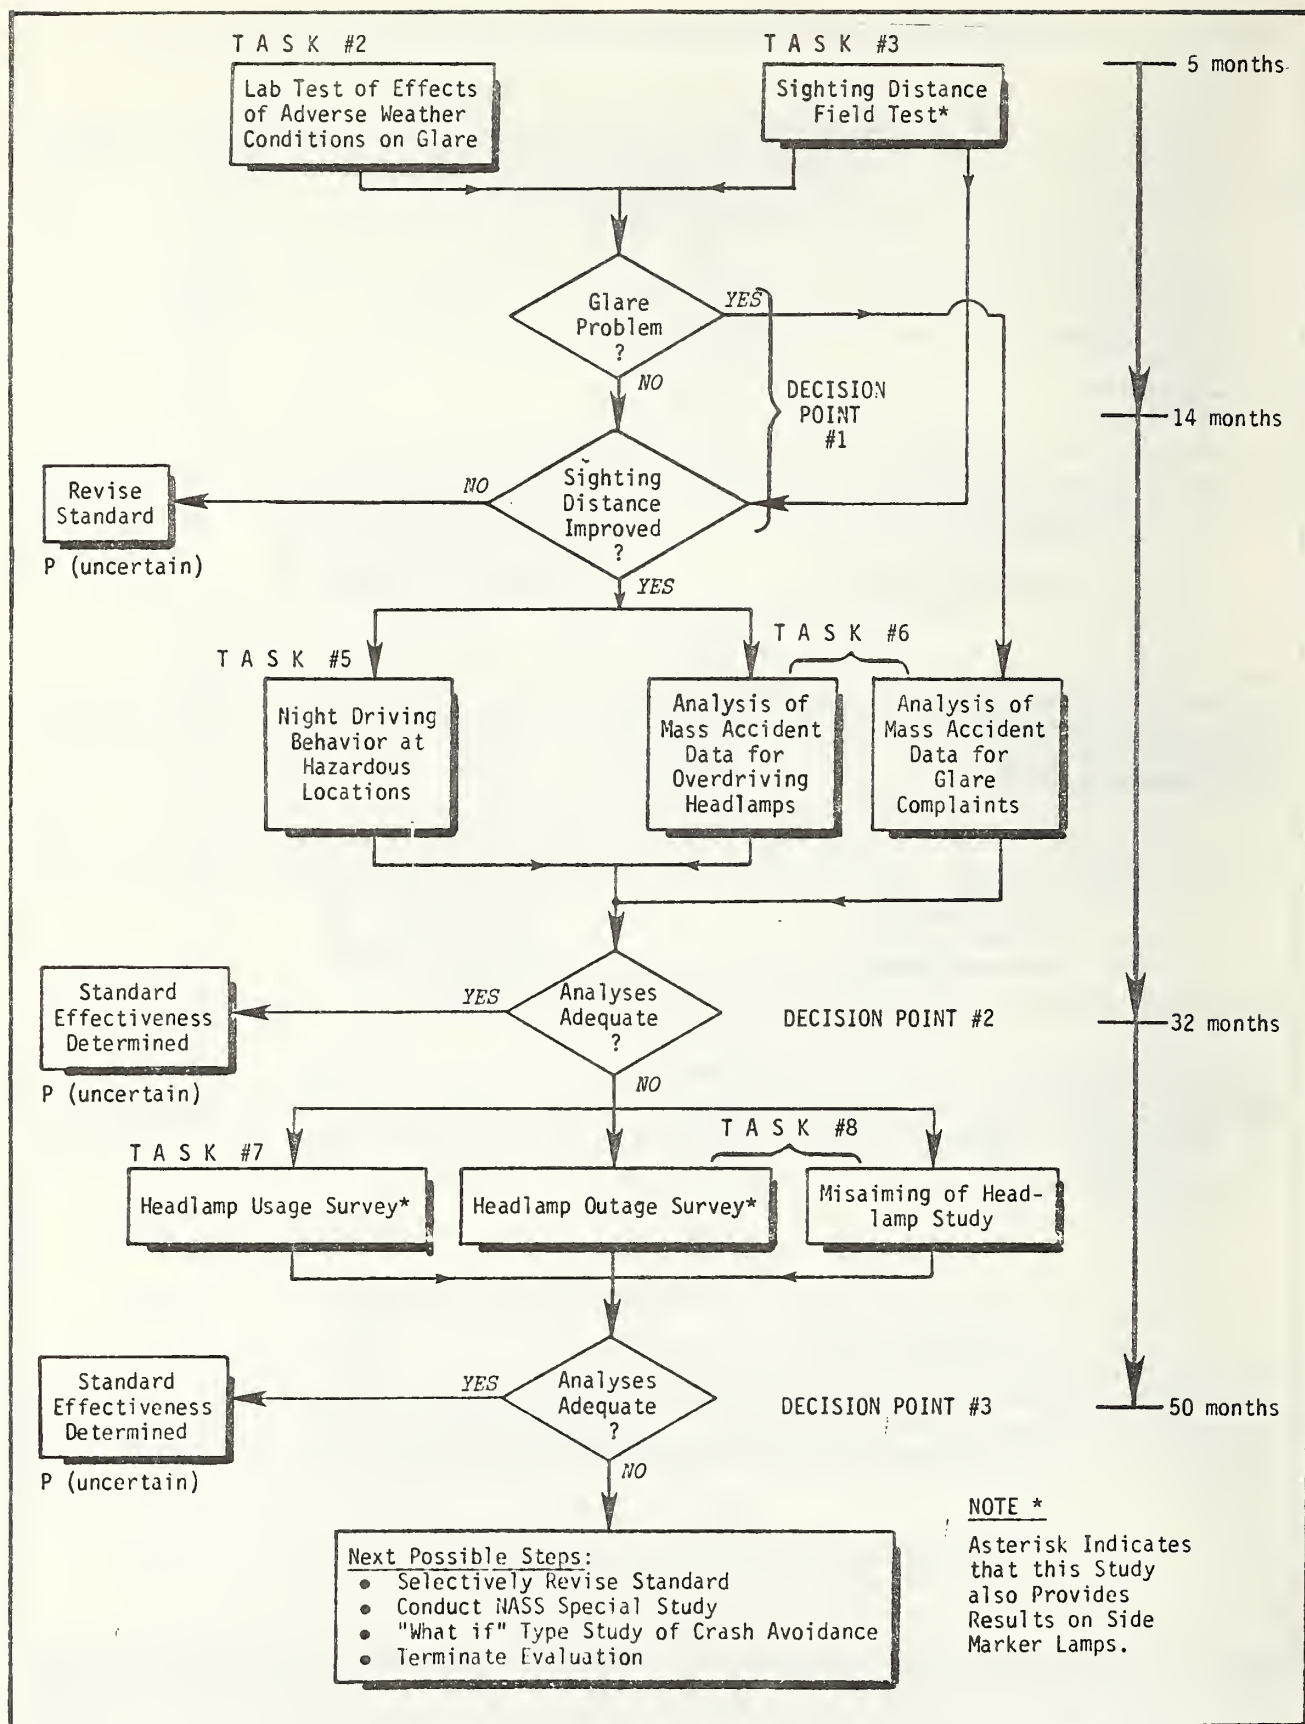 T A S K #2
T A S K #3
5 months
Lab Test of Effects
of Adverse Weather
Conditions on Glare
Sighting Distance
Field Test*
Glare
Problem
?
YES
NO
DECISION
POINT
#1
14 months
Sighting
Distance
Improved
?
NO
YES
Revise
Standard
P (uncertain)
T A S K #5
T A S K #6
Night Driving
Behavior at
Hazardous
Locations
Analysis of
Mass Accident
Data for
Overdriving
Headlamps
Analysis of
Mass Accident
Data for
Glare
Complaints
Standard
Effectiveness
Determined
P (uncertain)
YES
Analyses
Adequate
?
NO
DECISION POINT #2
32 months
T A S K #7
T A S K #8
Headlamp Usage Survey*
Headlamp Outage Survey*
Misaiming of Head-
lamp Study
Standard
Effectiveness
Determined
P (uncertain)
YES
Analyses
Adequate
?
NO
DECISION POINT #3
50 months
Next Possible Steps:
● Selectively Revise Standard
● Conduct NASS Special Study
● "What if" Type Study of Crash Avoidance
● Terminate Evaluation
NOTE *
Asterisk Indicates
that this Study
also Provides
Results on Side
Marker Lamps.